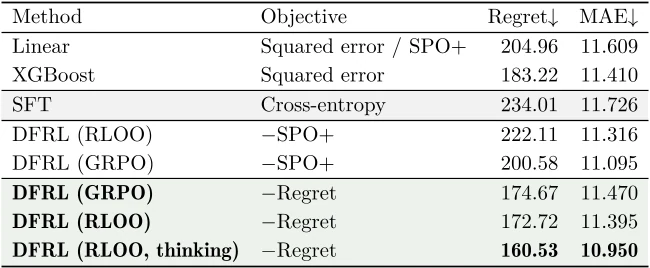 Method Objective Regret↓ MAE↓
Linear Squared error / SPO+ 204.96 11.609
XGBoost Squared error 183.22 11.410
SFT Cross-entropy 234.01 11.726
DFRL (RLOO) −SPO+ 222.11 11.316
DFRL (GRPO) −SPO+ 200.58 11.095
DFRL (GRPO) −Regret 174.67 11.470
DFRL (RLOO) −Regret 172.72 11.395
DFRL (RLOO, thinking) −Regret 160.53 10.950